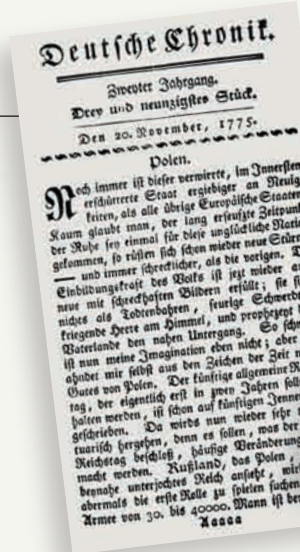 Deutſche Chronik.
Zweyter Jahrgang.
Drey und neunzigſtes Stück.
Den 20. November, 1775.
Polen.
Noch immer iſt dieſer verwirrte, im Innerſten
erſchütterte Staat ergiebiger an Neuig
keiten, als alle übrige Europäiſche Staaten.
Kaum glaubt man, der lang erſeufzte Zeitpunkt
der Ruhe ſey einmal für dieſe unglückliche Natio
gekommen, ſo rüſten ſich ſchon wieder neue Stür
— und immer ſchrecklicher, als die vorigen. D
Einbildungskraft des Volks iſt jezt wieder a
neue mit ſchreckhaften Bildern erfüllt; ſie ſi
nichts als Todtenbahren, feurige Schwerdt
kriegende Heere am Himmel, und prophezeyt
Vaterlande den nahen Untergang. So ſchw
iſt nun meine Imagination eben nicht; aber
ahndet mir ſelbſt aus den Zeichen der Zeit
Gutes von Polen. Der künftige allgemeine R
tag, der eigentlich erſt in zwey Jahren ſoll
halten werden, iſt ſchon auf künftigen Jenner
geſchrieben. Da wirds nun wieder ſehr
tuariſch hergehen, denn es ſollen, was der
Reichstag beſchloß, häufige Veränderung
macht werden. Rußland, das Polen,
beynahe unterjochtes Reich anſieht, wird
abermals die erſte Rolle zu ſpielen ſuchen
Armee von 30. bis 40000. Mann iſt be
Aaaaa